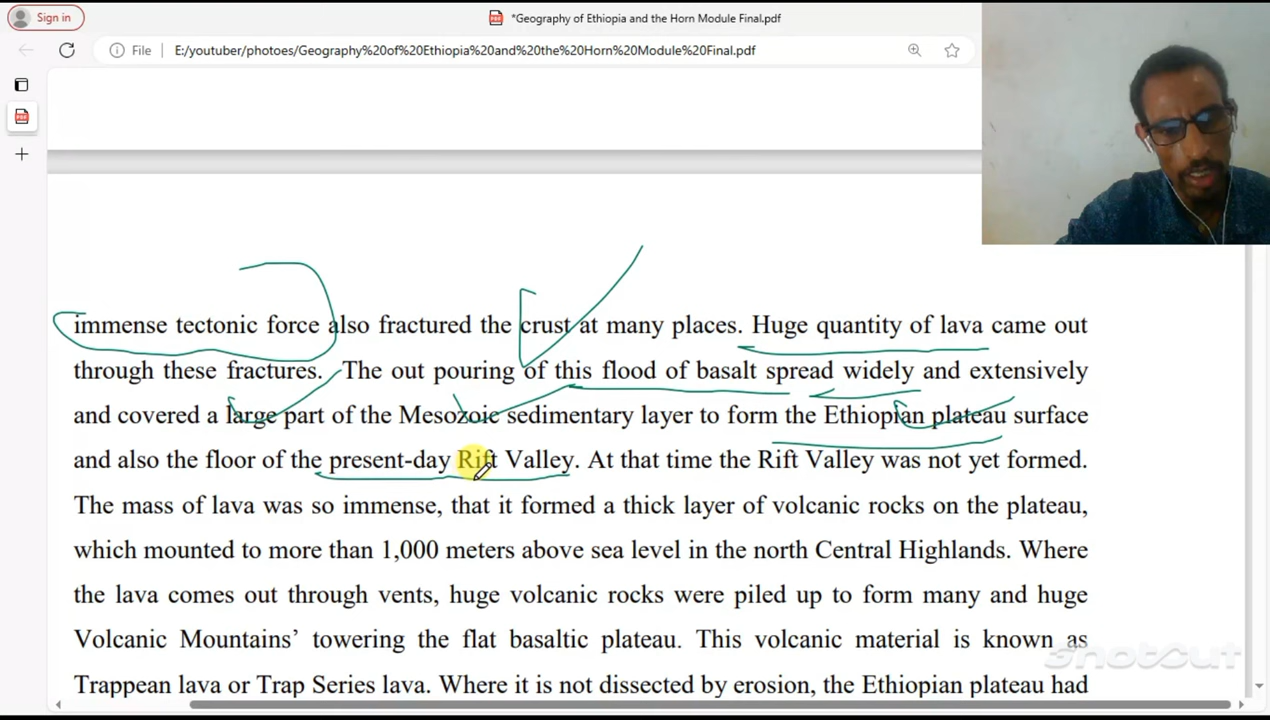 Sign in
*Geography of Ethiopia and the Horn Module Final.pdf
File | E:/youtuber/photoes/Geography%20of%20Ethiopia%20and%20the%20Horn%20Module%20Final.pdf
immense tectonic force also fractured the crust at many places. Huge quantity of lava came out
through these fractures. The out pouring of this flood of basalt spread widely and extensively
and covered a large part of the Mesozoic sedimentary layer to form the Ethiopian plateau surface
and also the floor of the present-day Rift Valley. At that time the Rift Valley was not yet formed.
The mass of lava was so immense, that it formed a thick layer of volcanic rocks on the plateau,
which mounted to more than 1,000 meters above sea level in the north Central Highlands. Where
the lava comes out through vents, huge volcanic rocks were piled up to form many and huge
Volcanic Mountains’ towering the flat basaltic plateau. This volcanic material is known as
Trappean lava or Trap Series lava. Where it is not dissected by erosion, the Ethiopian plateau had
shotcut